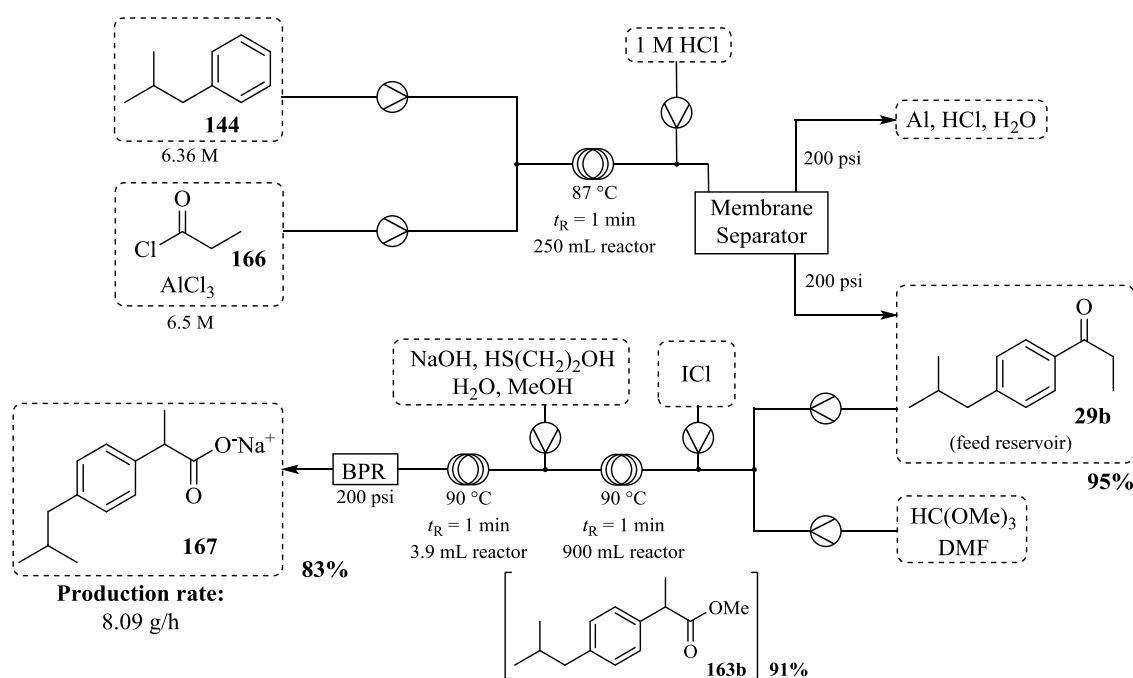 144
6.36 M
O
Cl
166
AlCl3
6.5 M
87 °C
tR = 1 min
250 mL reactor
1 M HCl
Membrane
Separator
200 psi
200 psi
Al, HCl, H2O
O
29b
(feed reservoir)
95%
HC(OMe)3
DMF
ICl
90 °C
tR = 1 min
900 mL reactor
OMe
O
163b
91%
NaOH, HS(CH2)2OH
H2O, MeOH
90 °C
tR = 1 min
3.9 mL reactor
BPR
200 psi
O-Na+
O
167
83%
Production rate:
8.09 g/h